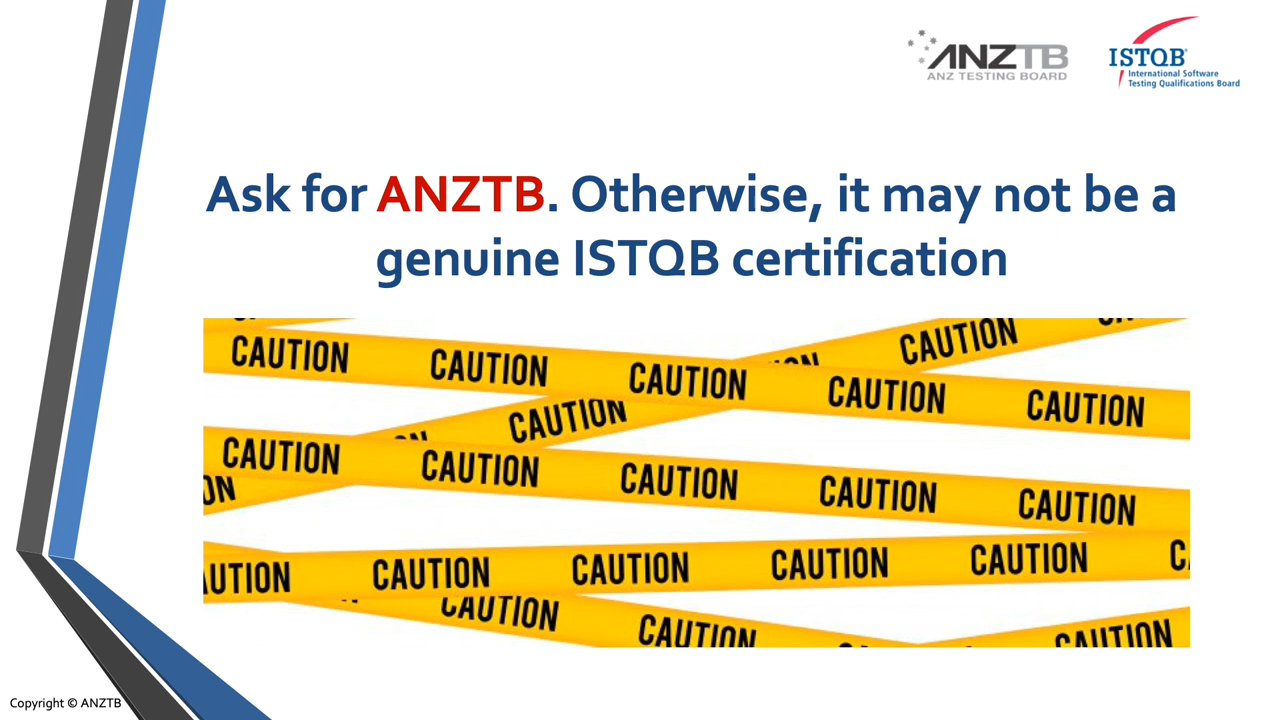 ANZTB
ANZ TESTING BOARD
ISTQB®
International Software
Testing Qualifications Board
Ask for ANZTB. Otherwise, it may not be a
genuine ISTQB certification
CAUTION CAUTION CAUTION CAUTION CAUTION
CAUTION CAUTION
CAUTION CAUTION CAUTION CAUTION CAUTION
CAUTION CAUTION CAUTION CAUTION
CAUTION CAUTION CAUTION
Copyright © ANZTB